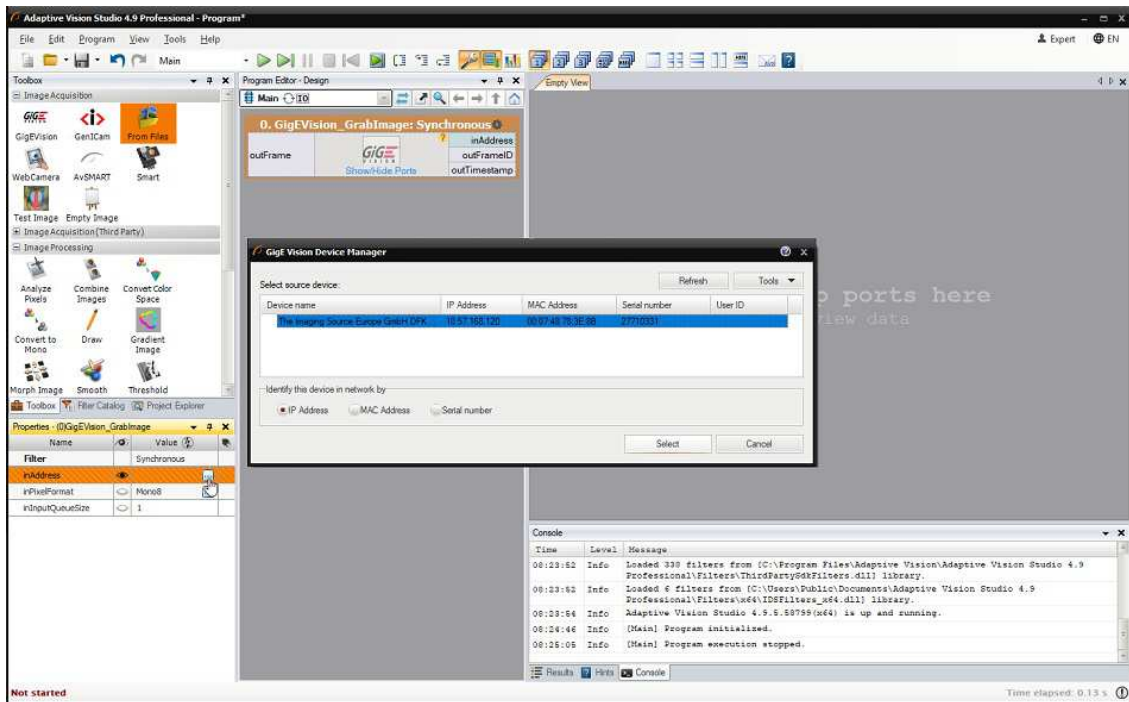 Adaptive Vision Studio 4.9 Professional - Program*
File Edit Program View Tools Help
Expert EN
Main
Toolbox
Image Acquisition
GigEVision GenICam From Files
WebCamera AvSMART Smart
Test Image Empty Image
Image Acquisition (Third Party)
Image Processing
Analyze Pixels Combine Images Convert Color Space
Convert to Mono Draw Gradient Image
Morph Image Smooth Threshold
Toolbox Filter Catalog Project Explorer
Properties - (0)GigEVision_GrabImage
Name Value
Filter Synchronous
inAddress
inPixelFormat Mono8
inInputQueueSize 1
Program Editor - Design
Main
0. GigEVision_GrabImage: Synchronous
outFrame
GiGE
VISION
Show/Hide Ports
inAddress
outFrameID
outTimestamp
Empty View
ports here
view data
GigE Vision Device Manager
Select source device:
Refresh Tools
Device name IP Address MAC Address Serial number User ID
The Imaging Source Europe GmbH DFK... 10.57.168.120 27710331
Identify this device in network by
IP Address MAC Address Serial number
Select Cancel
Console
Time Level Message
08:23:52 Info Loaded 330 filters from [C:\Program Files\Adaptive Vision\Adaptive Vision Studio 4.9
Professional\Filters\ThirdPartySdkFilters.dll] library.
08:23:52 Info Loaded 6 filters from [C:\Users\Public\Documents\Adaptive Vision Studio 4.9
Professional\Filters\x64\IDSFilters_x64.dll] library.
08:23:54 Info Adaptive Vision Studio 4.9.5.58799(x64) is up and running.
08:24:46 Info [Main] Program initialized.
08:25:05 Info [Main] Program execution stopped.
Results Hints Console
Not started
Time elapsed: 0.13 s